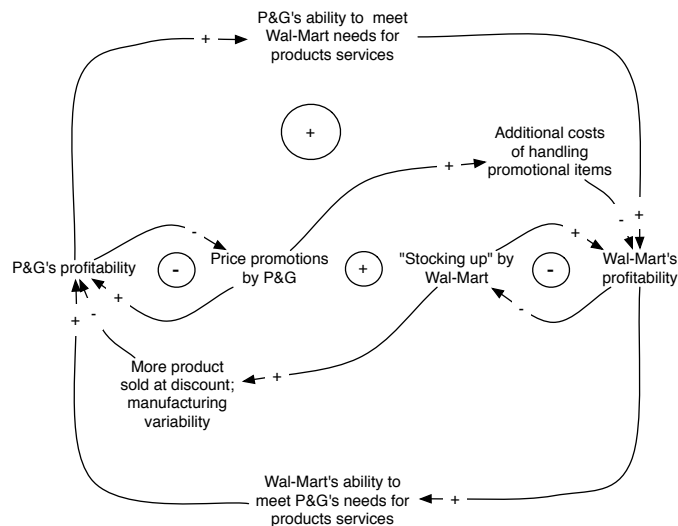 P&G's ability to meet
Wal-Mart needs for
products services
+
+
Additional costs
of handling
promotional items
+
-
+
-
+
P&G's profitability
-
Price promotions
by P&G
+
"Stocking up" by
Wal-Mart
-
Wal-Mart's
profitability
+
-
+
-
More product
sold at discount;
manufacturing
variability
+
Wal-Mart's ability to
meet P&G's needs for
products services
+